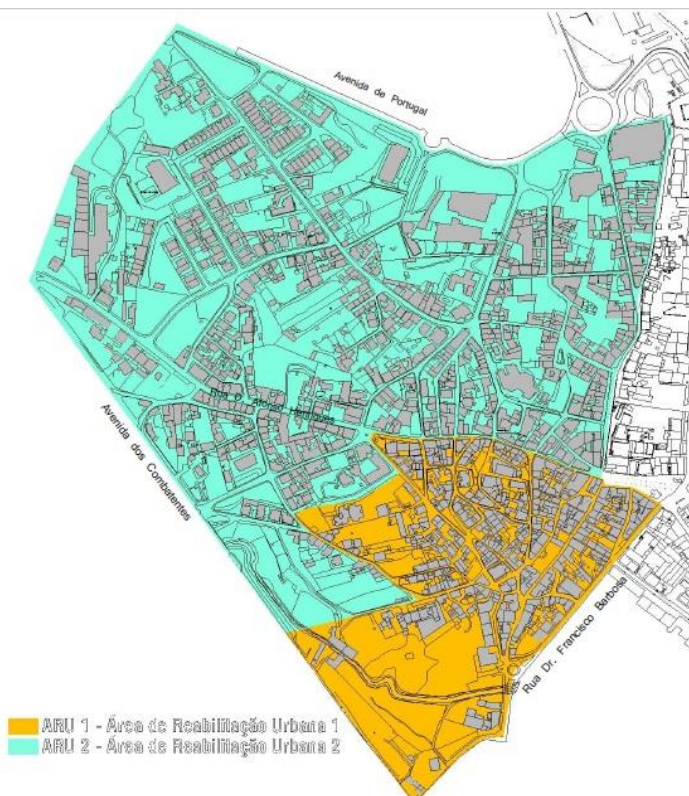 Avenida de Portugal
Rua D. Afonso Henriques
Avenida dos Combatentes
Rua Dr. Francisco Barbosa
ARU 1 - Área de Reabilitação Urbana 1
ARU 2 - Área de Reabilitação Urbana 2